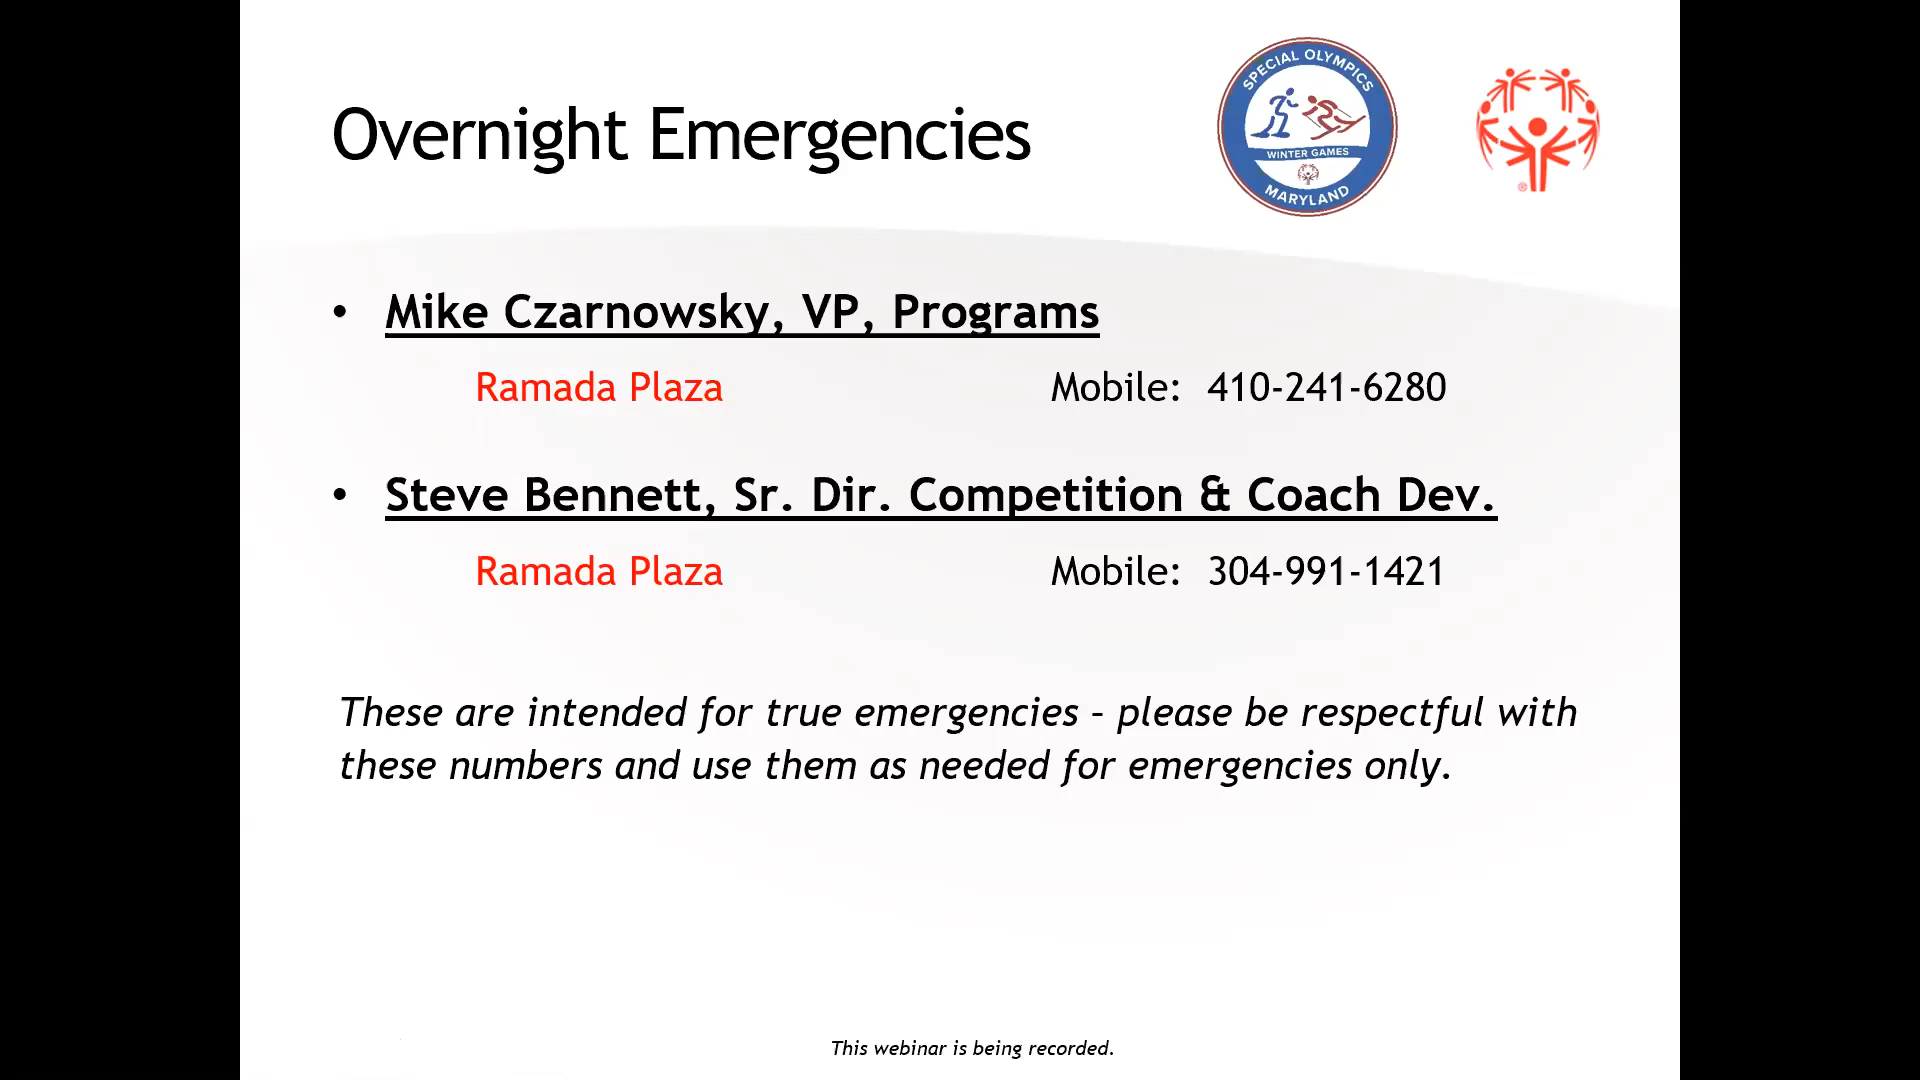 Overnight Emergencies
SPECIAL OLYMPICS
WINTER GAMES
MARYLAND
®
• Mike Czarnowsky, VP, Programs
Ramada Plaza Mobile: 410-241-6280
• Steve Bennett, Sr. Dir. Competition & Coach Dev.
Ramada Plaza Mobile: 304-991-1421
These are intended for true emergencies – please be respectful with
these numbers and use them as needed for emergencies only.
This webinar is being recorded.